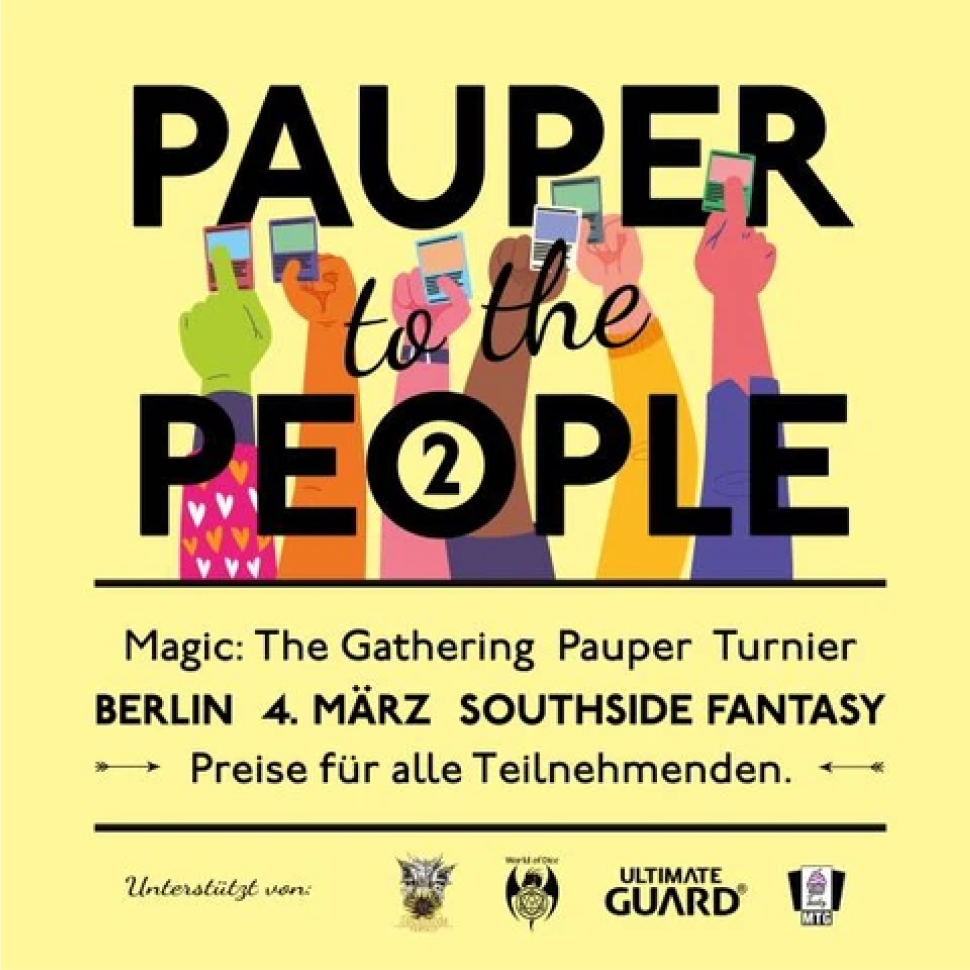 PAUPER
to the
PEOPLE
2
Magic: The Gathering Pauper Turnier
BERLIN 4. MÄRZ SOUTHSIDE FANTASY
Preise für alle Teilnehmenden.
Unterstützt von:
World of Dice
ULTIMATE
GUARD®
Tasty
MTG